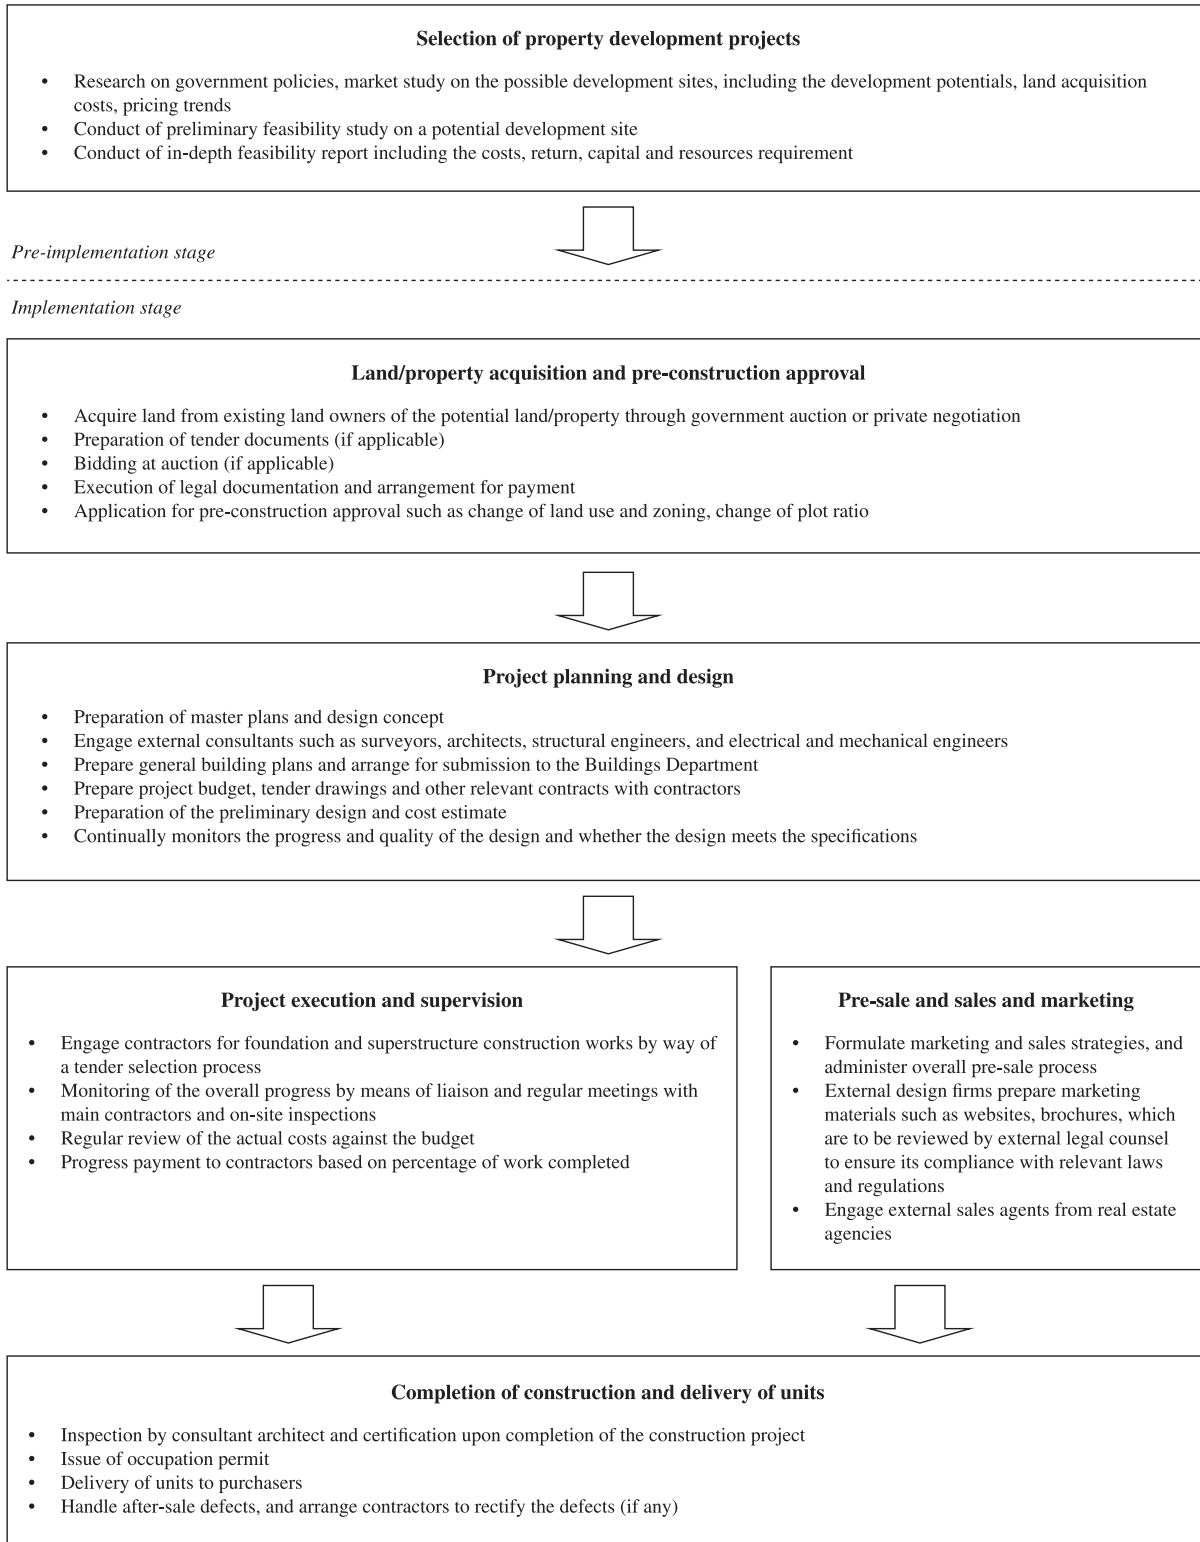 Selection of property development projects
• Research on government policies, market study on the possible development sites, including the development potentials, land acquisition
costs, pricing trends
• Conduct of preliminary feasibility study on a potential development site
• Conduct of in-depth feasibility report including the costs, return, capital and resources requirement
Pre-implementation stage
Implementation stage
Land/property acquisition and pre-construction approval
• Acquire land from existing land owners of the potential land/property through government auction or private negotiation
• Preparation of tender documents (if applicable)
• Bidding at auction (if applicable)
• Execution of legal documentation and arrangement for payment
• Application for pre-construction approval such as change of land use and zoning, change of plot ratio
Project planning and design
• Preparation of master plans and design concept
• Engage external consultants such as surveyors, architects, structural engineers, and electrical and mechanical engineers
• Prepare general building plans and arrange for submission to the Buildings Department
• Prepare project budget, tender drawings and other relevant contracts with contractors
• Preparation of the preliminary design and cost estimate
• Continually monitors the progress and quality of the design and whether the design meets the specifications
Project execution and supervision
• Engage contractors for foundation and superstructure construction works by way of
a tender selection process
• Monitoring of the overall progress by means of liaison and regular meetings with
main contractors and on-site inspections
• Regular review of the actual costs against the budget
• Progress payment to contractors based on percentage of work completed
Pre-sale and sales and marketing
• Formulate marketing and sales strategies, and
administer overall pre-sale process
• External design firms prepare marketing
materials such as websites, brochures, which
are to be reviewed by external legal counsel
to ensure its compliance with relevant laws
and regulations
• Engage external sales agents from real estate
agencies
Completion of construction and delivery of units
• Inspection by consultant architect and certification upon completion of the construction project
• Issue of occupation permit
• Delivery of units to purchasers
• Handle after-sale defects, and arrange contractors to rectify the defects (if any)